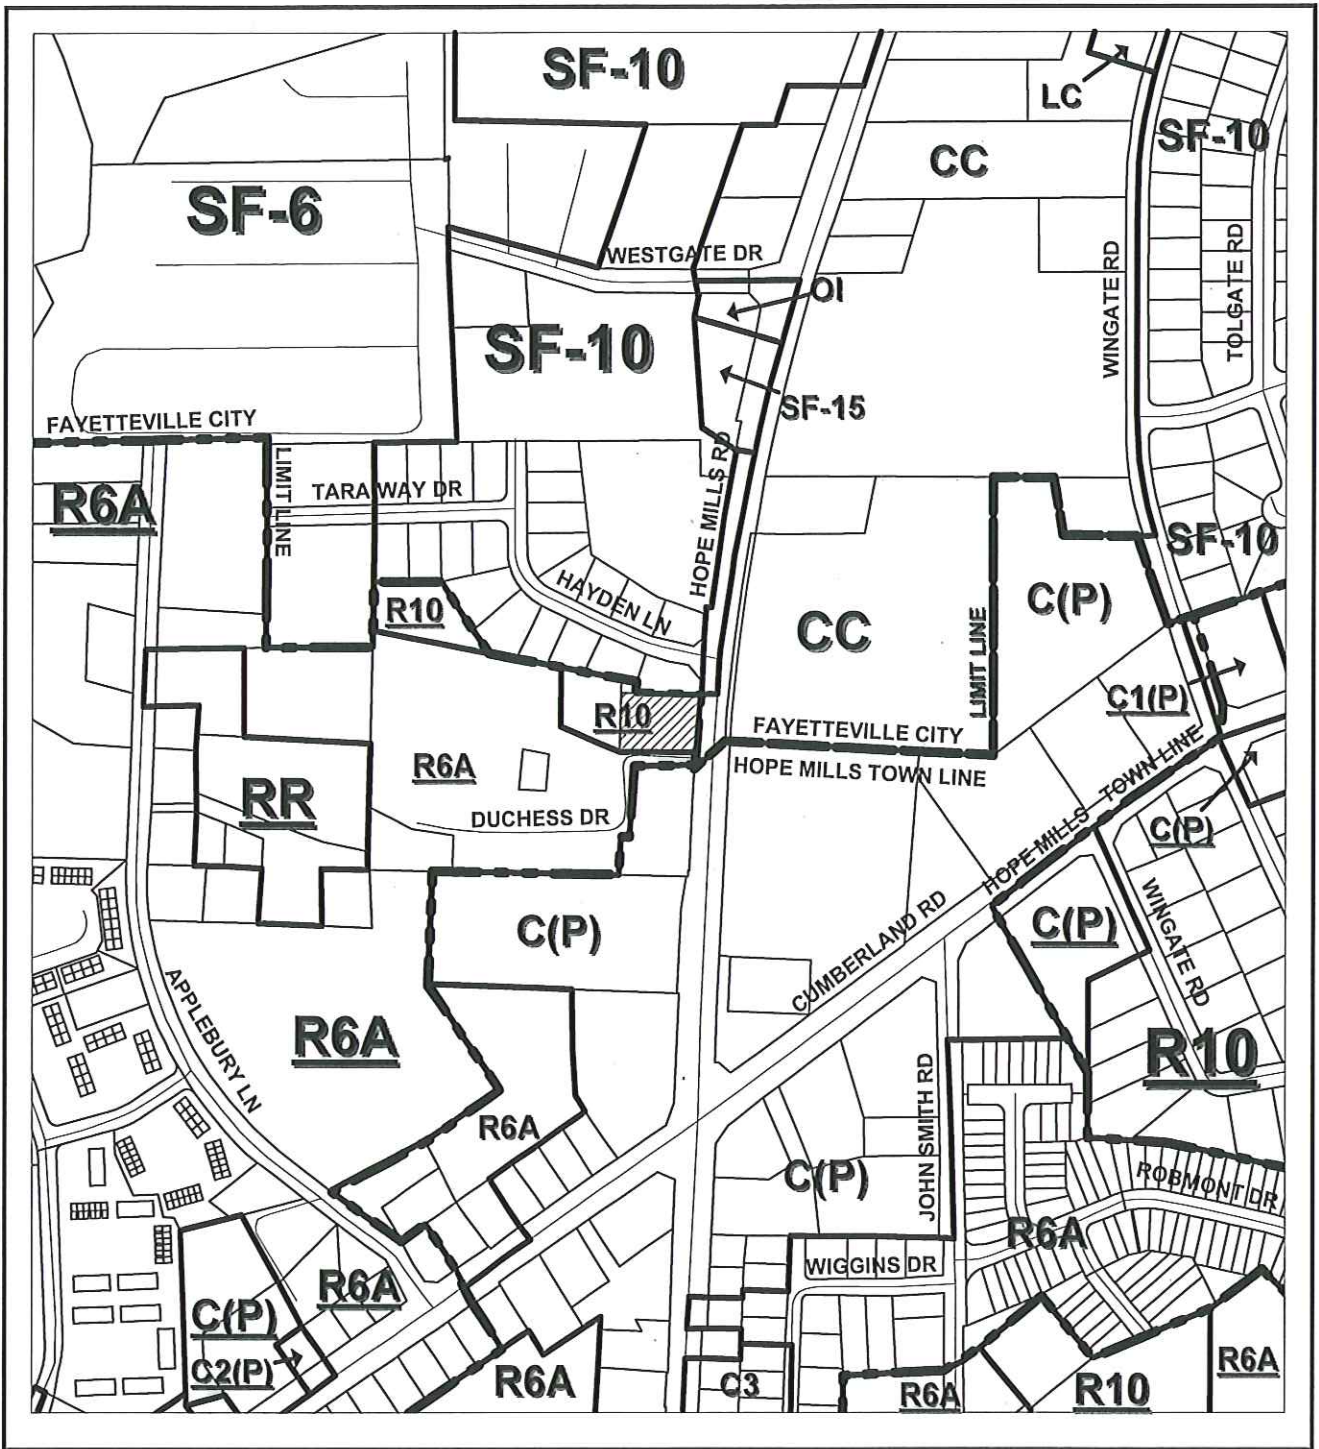 SF-10
LC
SF-10
CC
SF-6
WESTGATE DR
WINGATE RD
TOLGATE RD
OI
SF-10
SF-15
FAYETTEVILLE CITY
LIMIT LINE
TARA WAY DR
R6A
HOPE MILLS RD
SF-10
HAYDEN LN
R10
CC
C(P)
LIMIT LINE
C1(P)
R10
FAYETTEVILLE CITY
HOPE MILLS TOWN LINE
R6A
RR
DUCHESS DR
HOPE MILLS TOWN LINE
C(P)
WINGATE RD
C(P)
C(P)
CUMBERLAND RD
APPLEBURY LN
R6A
R10
JOHN SMITH RD
R6A
C(P)
ROBMONT DR
R6A
WIGGINS DR
R6A
C(P)
C2(P)
R6A
C3
R6A
R10
R6A